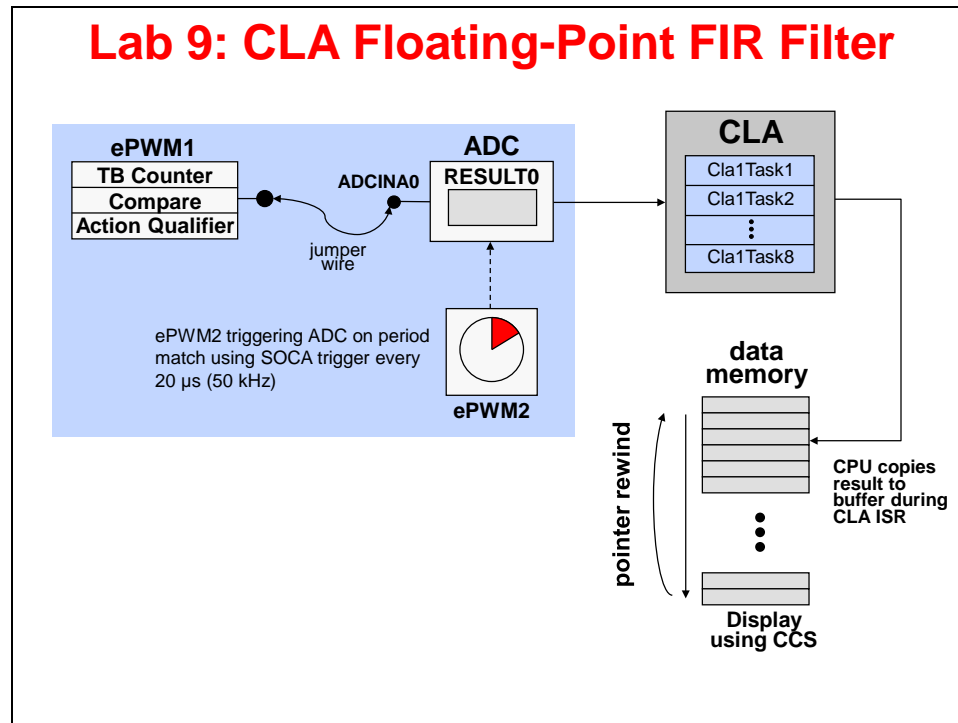 Lab 9: CLA Floating-Point FIR Filter
ePWM1
TB Counter
Compare
Action Qualifier
jumper
wire
ADCINA0
ADC
RESULT0
ePWM2 triggering ADC on period
match using SOCA trigger every
20 µs (50 kHz)
ePWM2
CLA
Cla1Task1
Cla1Task2
Cla1Task8
data
memory
pointer rewind
CPU copies
result to
buffer during
CLA ISR
Display
using CCS